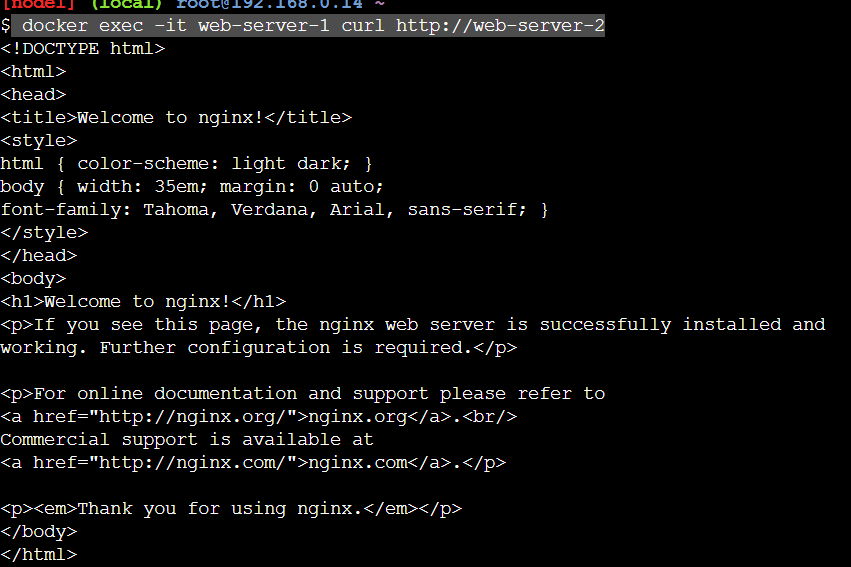 [node1] (local) root@192.168.0.14 ~
$ docker exec -it web-server-1 curl http://web-server-2
<!DOCTYPE html>
<html>
<head>
<title>Welcome to nginx!</title>
<style>
html { color-scheme: light dark; }
body { width: 35em; margin: 0 auto;
font-family: Tahoma, Verdana, Arial, sans-serif; }
</style>
</head>
<body>
<h1>Welcome to nginx!</h1>
<p>If you see this page, the nginx web server is successfully installed and
working. Further configuration is required.</p>

<p>For online documentation and support please refer to
<a href="http://nginx.org/">nginx.org</a>.<br/>
Commercial support is available at
<a href="http://nginx.com/">nginx.com</a>.</p>

<p><em>Thank you for using nginx.</em></p>
</body>
</html>